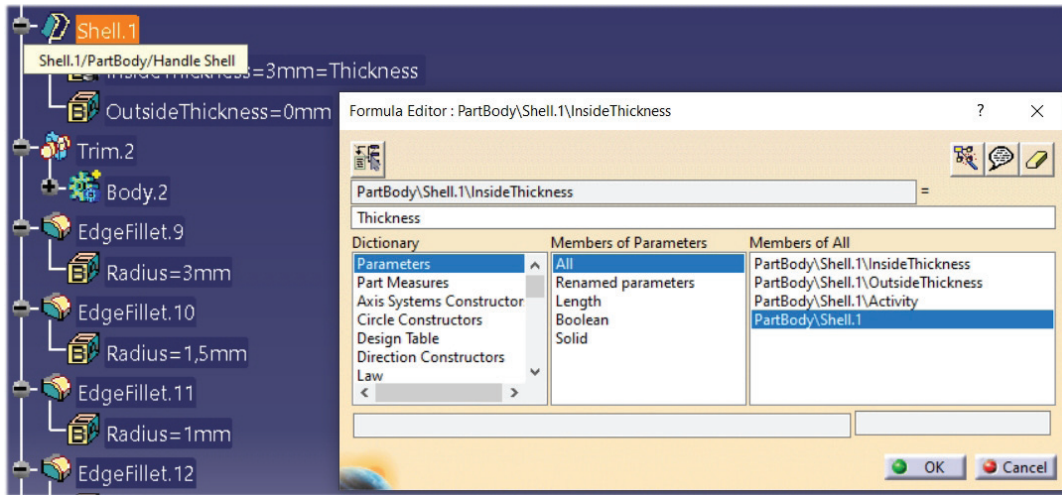 Shell.1
Shell.1/PartBody/Handle Shell
InsideThickness=3mm=Thickness
OutsideThickness=0mm
Trim.2
Body.2
EdgeFillet.9
Radius=3mm
EdgeFillet.10
Radius=1,5mm
EdgeFillet.11
Radius=1mm
EdgeFillet.12
Formula Editor : PartBody\Shell.1\InsideThickness
PartBody\Shell.1\InsideThickness =
Thickness
Dictionary
Parameters
Part Measures
Axis Systems Constructor
Circle Constructors
Design Table
Direction Constructors
Law
Members of Parameters
All
Renamed parameters
Length
Boolean
Solid
Members of All
PartBody\Shell.1\InsideThickness
PartBody\Shell.1\OutsideThickness
PartBody\Shell.1\Activity
PartBody\Shell.1
OK
Cancel